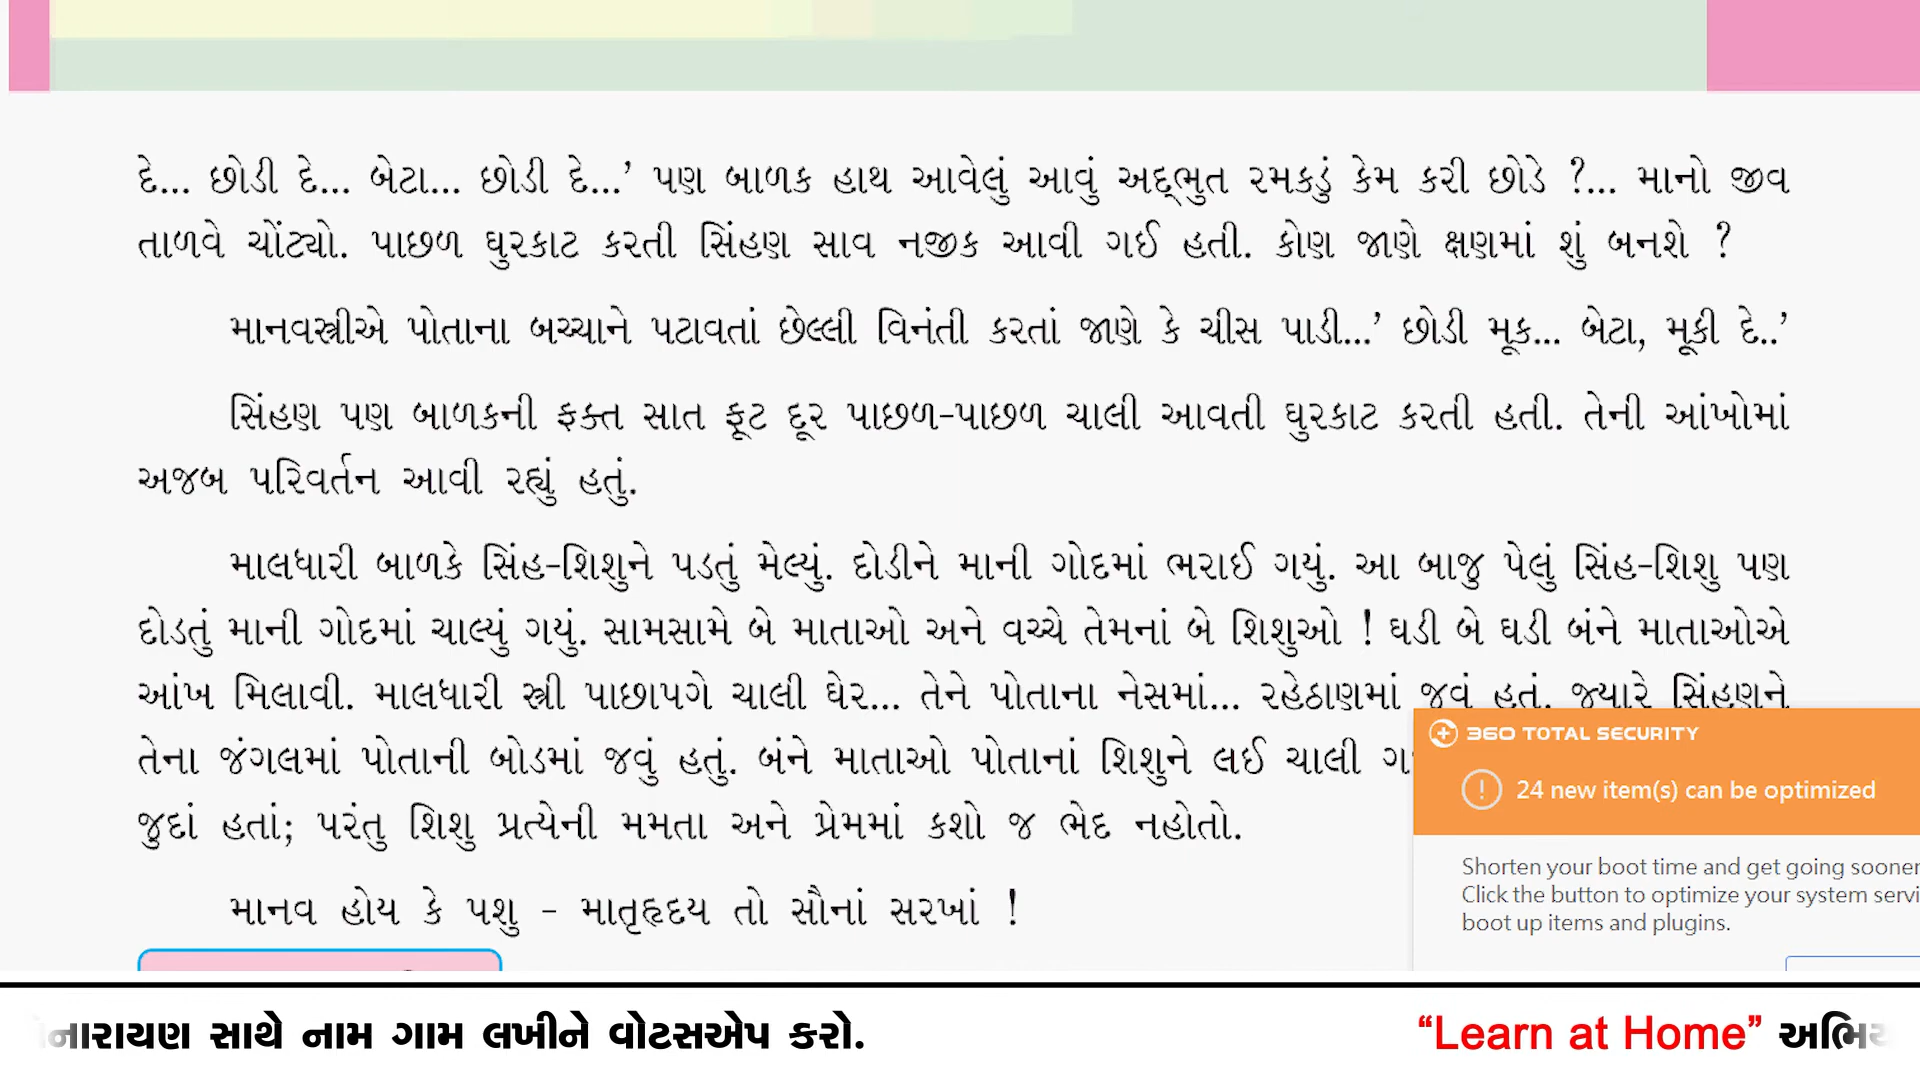 દે... છોડી દે... બેટા... છોડી દે...’ પણ બાળક હાથ આવેલું આવું અદ્‌ભુત રમકડું કેમ કરી છોડે ?... માનો જીવ
તાળવે ચોંટ્યો. પાછળ ઘુરકાટ કરતી સિંહણ સાવ નજીક આવી ગઈ હતી. કોણ જાણે ક્ષણમાં શું બનશે ?
માનવસ્ત્રીએ પોતાના બચ્ચાને પટાવતાં છેલ્લી વિનંતી કરતાં જાણે કે ચીસ પાડી...’ છોડી મૂક... બેટા, મૂકી દે..’
સિંહણ પણ બાળકની ફક્ત સાત ફૂટ દૂર પાછળ-પાછળ ચાલી આવતી ઘુરકાટ કરતી હતી. તેની આંખોમાં
અજબ પરિવર્તન આવી રહ્યું હતું.
માલધારી બાળકે સિંહ-શિશુને પડતું મેલ્યું. દોડીને માની ગોદમાં ભરાઈ ગયું. આ બાજુ પેલું સિંહ-શિશુ પણ
દોડતું માની ગોદમાં ચાલ્યું ગયું. સામસામે બે માતાઓ અને વચ્ચે તેમનાં બે શિશુઓ ! ઘડી બે ઘડી બંને માતાઓએ
આંખ મિલાવી. માલધારી સ્ત્રી પાછાપગે ચાલી ઘેર... તેને પોતાના નેસમાં... રહેઠાણમાં જવું હતું. જ્યારે સિંહણને
તેના જંગલમાં પોતાની બોડમાં જવું હતું. બંને માતાઓ પોતાનાં શિશુને લઈ ચાલી
જુદાં હતાં; પરંતુ શિશુ પ્રત્યેની મમતા અને પ્રેમમાં કશો જ ભેદ નહોતો.
માનવ હોય કે પશુ - માતૃહૃદય તો સૌનાં સરખાં !
360 TOTAL SECURITY
24 new item(s) can be optimized
Shorten your boot time and get going sooner
Click the button to optimize your system
boot up items and plugins.
નારાયણ સાથે નામ ગામ લખીને વોટસએપ કરો. “Learn at Home”